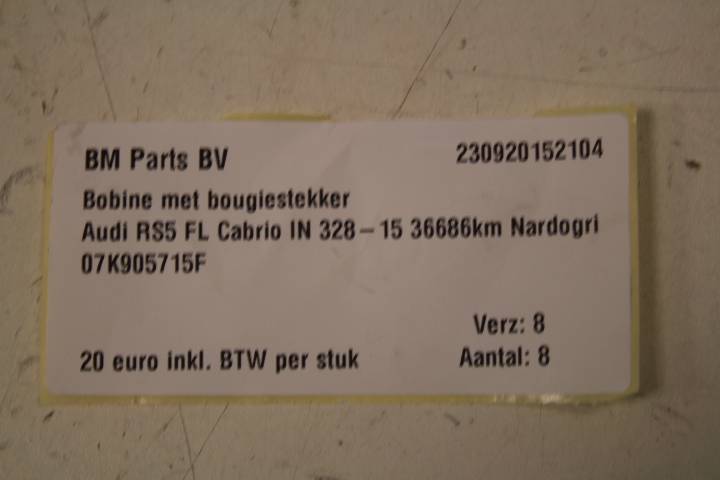 BM Parts BV 230920152104
Bobine met bougiestekker
Audi RS5 FL Cabrio IN 328-15 36686km Nardogri
07K905715F
Verz: 8
20 euro inkl. BTW per stuk Aantal: 8